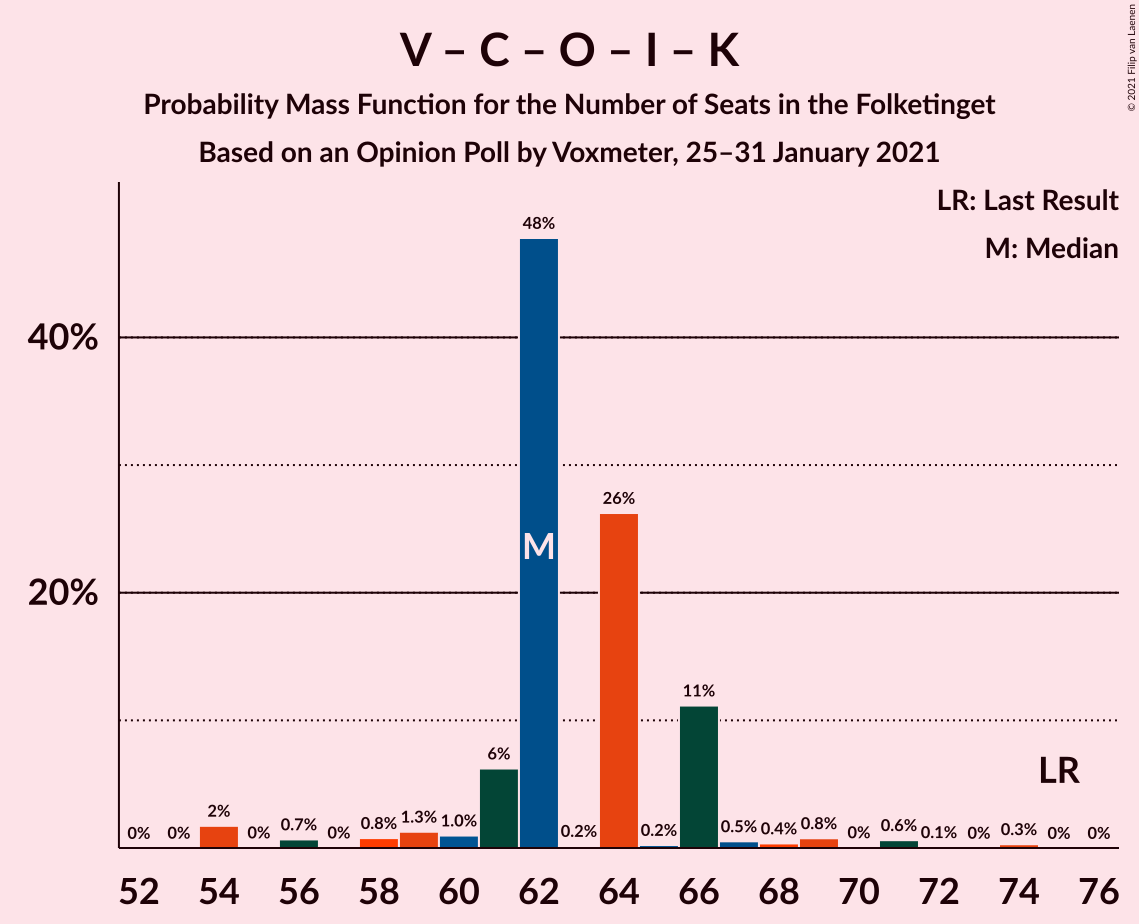 V – C – O – I – K
Probability Mass Function for the Number of Seats in the Folketinget
Based on an Opinion Poll by Voxmeter, 25–31 January 2021
© 2021 Filip van Laenen
LR: Last Result
M: Median
40%
20%
0% 0% 2% 0% 0.7% 0% 0.8% 1.3% 1.0% 6% 48% 0.2% 26% 0.2% 11% 0.5% 0.4% 0.8% 0% 0.6% 0.1% 0% 0.3% 0% 0%
M
LR
52 54 56 58 60 62 64 66 68 70 72 74 76